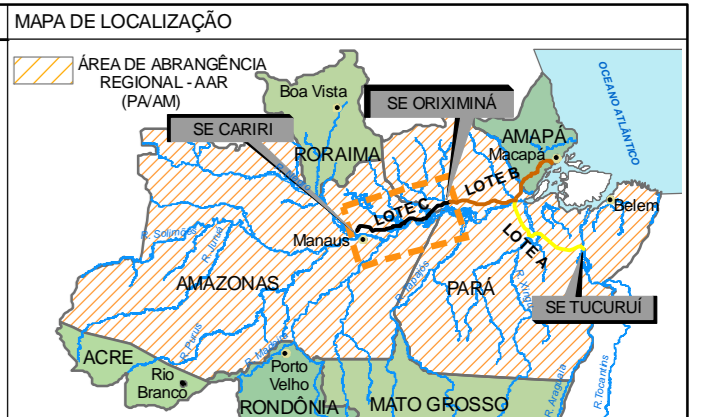 MAPA DE LOCALIZAÇÃO
ÁREA DE ABRANGÊNCIA
REGIONAL - AAR
(PA/AM)
Boa Vista
SE ORIXIMINÁ
OCEANO ATLÂNTICO
SE CARIRI
AMAPÁ
Macapá
RORAIMA
LOTE B
LOTE C
Belem
R. Solimões
Manaus
R. Juruá
LOTE A
R. Tapajós
R. Xingu
AMAZONAS
PARÁ
SE TUCURUÍ
R. Purus
R. Madeira
ACRE
Rio
Branco
Porto
Velho
R. Araguaia
R. Tocantins
RONDÔNIA
MATO GROSSO